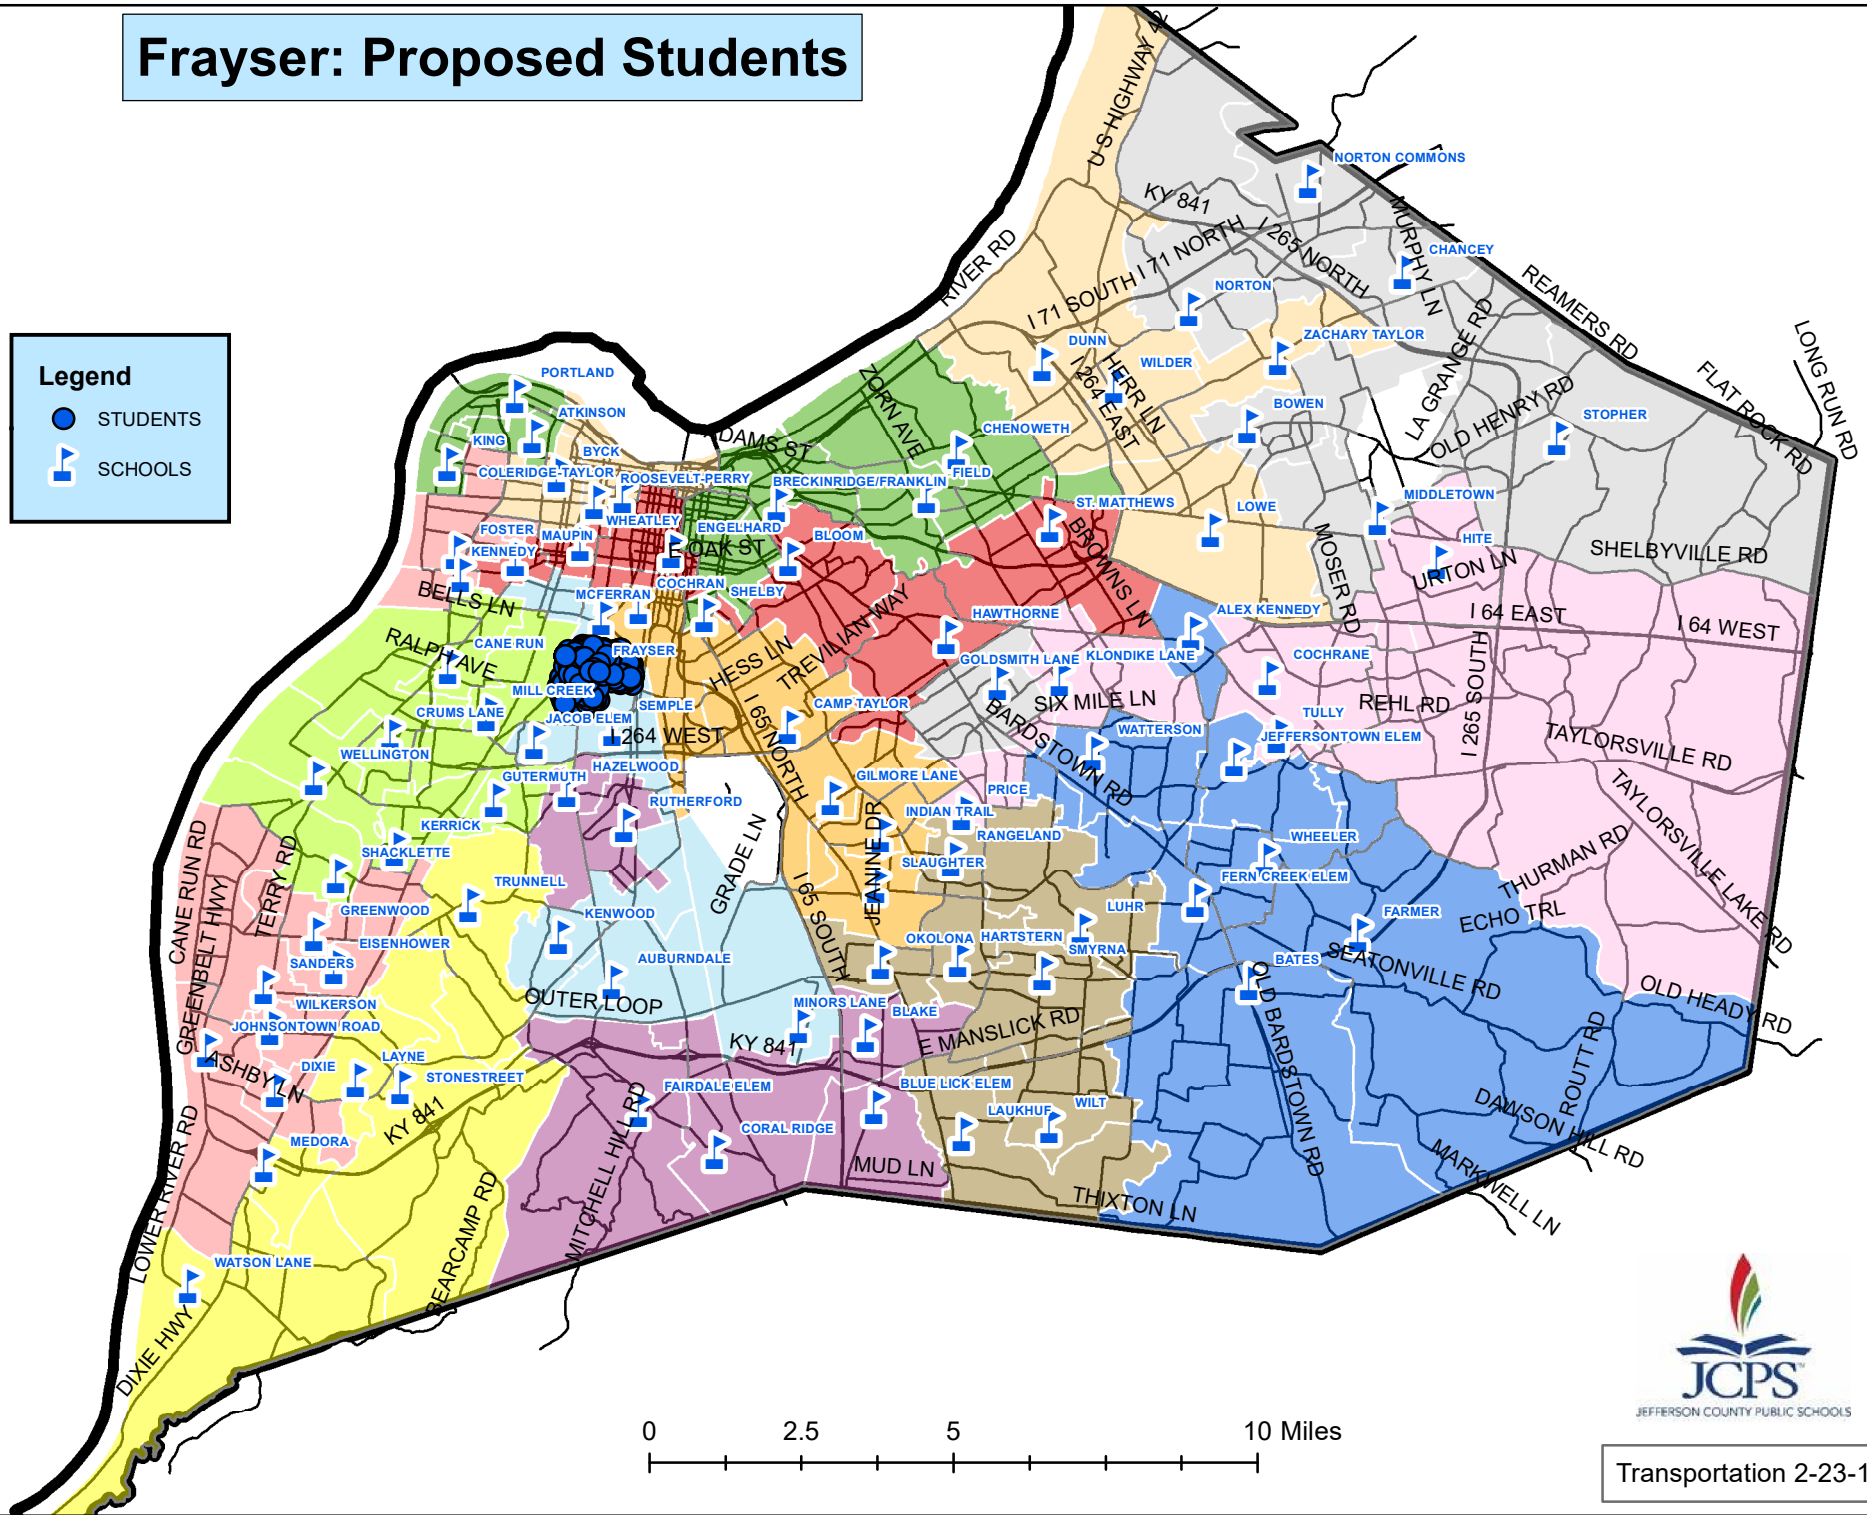 Frayser: Proposed Students
U S HIGHWAY 42
NORTON COMMONS
KY 841
MURPHY LN
I 265 NORTH
I 71 NORTH
CHANCEY
RIVER RD
REAMERS RD
I 71 SOUTH
NORTON
LA GRANGE RD
LONG RUN RD
ZACHARY TAYLOR
DUNN
WILDER
HERR LN
I 264 EAST
FLAT ROCK RD
Legend
STUDENTS
SCHOOLS
PORTLAND
ZORN AVE
OLD HENRY RD
BOWEN
ATKINSON
STOPHER
KING
ADAMS ST
CHENOWETH
BYCK
COLERIDGE-TAYLOR
ROOSEVELT-PERRY
BRECKINRIDGE/FRANKLIN
FIELD
MIDDLETOWN
ST. MATTHEWS
LOWE
WHEATLEY
ENGELHARD
FOSTER
MAUPIN
BLOOM
BROWNS LN
MOSER RD
HITE
KENNEDY
E OAK ST
SHELBYVILLE RD
URTON LN
COCHRAN
SHELBY
BELLS LN
MCFERRAN
HAWTHORNE
ALEX KENNEDY
I 64 EAST
I 64 WEST
RALPH AVE
CANE RUN
FRAYSER
HESS LN
TREVILIAN WAY
GOLDSMITH LANE
KLONDIKE LANE
COCHRANE
I 265 SOUTH
MILL CREEK
SEMPLE
CAMP TAYLOR
SIX MILE LN
REHL RD
CRUMS LANE
JACOB ELEM
BARDSTOWN RD
TULLY
WATTERSON
JEFFERSONTOWN ELEM
I 264 WEST
I 65 NORTH
TAYLORSVILLE RD
WELLINGTON
HAZELWOOD
GUTERMUTH
GILMORE LANE
PRICE
RUTHERFORD
INDIAN TRAIL
TAYLORSVILLE LAKE RD
KERRICK
RANGELAND
WHEELER
THURMAN RD
SHACKLETTE
SLAUGHTER
GRADE LN
JEANINE DR
FERN CREEK ELEM
TRUNNELL
CANE RUN RD
GREENBELT HWY
TERRY RD
GREENWOOD
KENWOOD
I 65 SOUTH
LUHR
FARMER
ECHO TRL
EISENHOWER
OKOLONA
HARTSTERN
SMYRNA
SANDERS
AUBURNDALE
BATES
SEATONVILLE RD
OLD HEADY RD
WILKERSON
OUTER LOOP
MINORS LANE
BLAKE
JOHNSONTOWN ROAD
E MANSLICK RD
KY 841
LAYNE
DIXIE
ASHBY LN
STONESTREET
FAIRDALE ELEM
BLUE LICK ELEM
OLD BARDSTOWN RD
ROUTT RD
KY 841
LAUKHUF
WILT
DAWSON HILL RD
CORAL RIDGE
MEDORA
MUD LN
MARKWELL LN
LOWER RIVER RD
MITCHELL HILL RD
BEARCAMP RD
THIXTON LN
WATSON LANE
DIXIE HWY
JCPS
JEFFERSON COUNTY PUBLIC SCHOOLS
0 2.5 5 10 Miles
Transportation 2-23-1